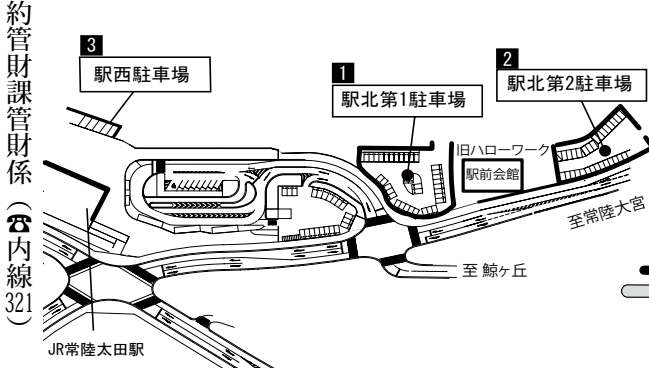 約管財課管財係（☎内線321）
3
駅西駐車場
1
駅北第1駐車場
2
駅北第2駐車場
旧ハローワーク
駅前会館
至常陸大宮
至 鯨ヶ丘
JR常陸太田駅